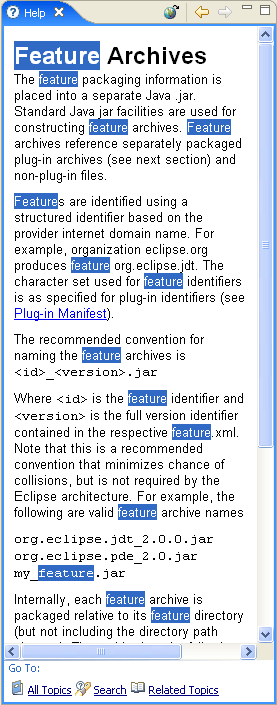 Help
Feature Archives
The feature packaging information is
placed into a separate Java .jar.
Standard Java jar facilities are used for
constructing feature archives. Feature
archives reference separately packaged
plug-in archives (see next section) and
non-plug-in files.
Features are identified using a
structured identifier based on the
provider internet domain name. For
example, organization eclipse.org
produces feature org.eclipse.jdt. The
character set used for feature identifiers
is as specified for plug-in identifiers (see
Plug-in Manifest).
The recommended convention for
naming the feature archives is
<id>_<version>.jar
Where <id> is the feature identifier and
<version> is the full version identifier
contained in the respective feature.xml.
Note that this is a recommended
convention that minimizes chance of
collisions, but is not required by the
Eclipse architecture. For example, the
following are valid feature archive names
org.eclipse.jdt_2.0.0.jar
org.eclipse.pde_2.0.jar
my_feature.jar
Internally, each feature archive is
packaged relative to its feature directory
(but not including the directory path
Go To:
All Topics Search Related Topics